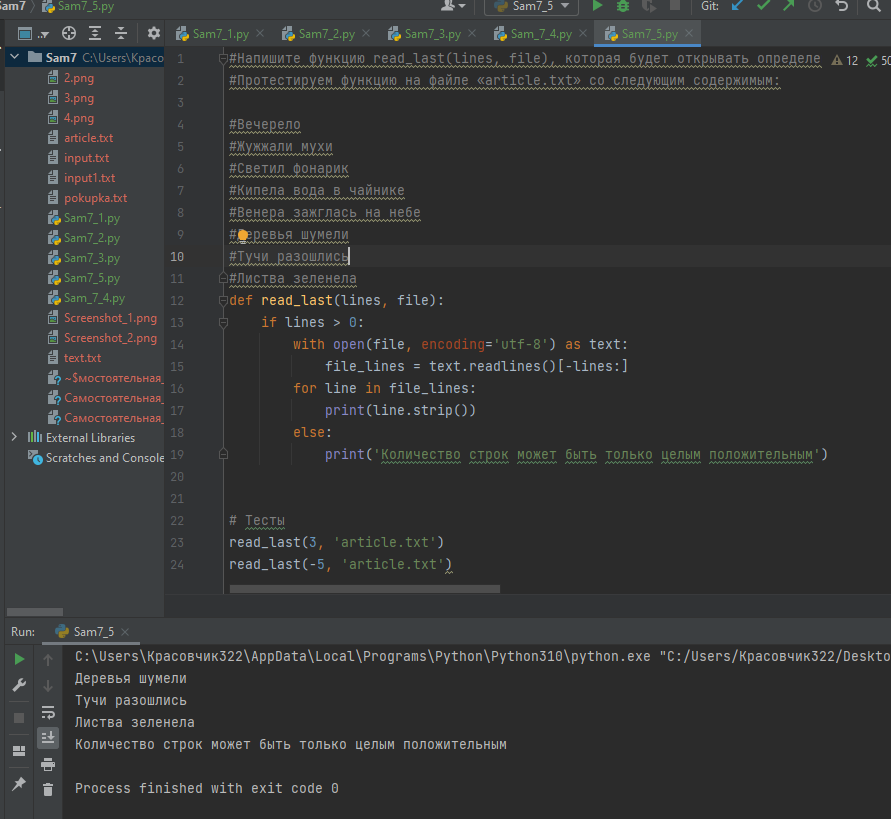 Sam7 Sam7_5.py Sam7_5 Git:
Sam7_1.py Sam7_2.py Sam7_3.py Sam7_4.py Sam7_5.py
Sam7 C:\Users\Красо
2.png
3.png
4.png
article.txt
input.txt
input1.txt
pokupka.txt
Sam7_1.py
Sam7_2.py
Sam7_3.py
Sam7_5.py
Sam_7_4.py
Screenshot_1.png
Screenshot_2.png
text.txt
~$мостоятельная_
Самостоятельная_
Самостоятельная_
External Libraries
Scratches and Console
1 #Напишите функцию read_last(lines, file), которая будет открывать определе 12 50
2 #Протестируем функцию на файле «article.txt» со следующим содержимым:
3
4 #Вечерело
5 #Жужжали мухи
6 #Светил фонарик
7 #Кипела вода в чайнике
8 #Венера зажглась на небе
9 #Деревья шумели
10 #Тучи разошлись
11 #Листва зеленела
12 def read_last(lines, file):
13 if lines > 0:
14 with open(file, encoding='utf-8') as text:
15 file_lines = text.readlines()[-lines:]
16 for line in file_lines:
17 print(line.strip())
18 else:
19 print('Количество строк может быть только целым положительным')
20
21
22 # Тесты
23 read_last(3, 'article.txt')
24 read_last(-5, 'article.txt')
Run: Sam7_5
C:\Users\Красовчик322\AppData\Local\Programs\Python\Python310\python.exe "C:/Users/Красовчик322/Deskto
Деревья шумели
Тучи разошлись
Листва зеленела
Количество строк может быть только целым положительным
Process finished with exit code 0